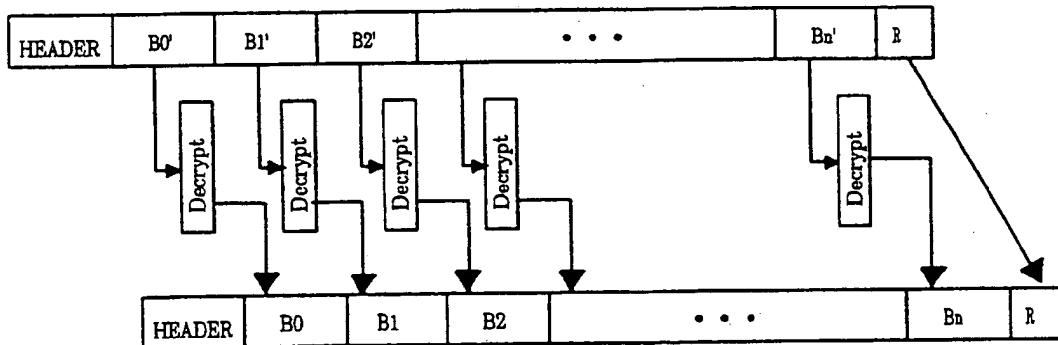 HEADER B0' B1' B2' • • • Bn' R
Decrypt Decrypt Decrypt Decrypt Decrypt
HEADER B0 B1 B2 • • • Bn R